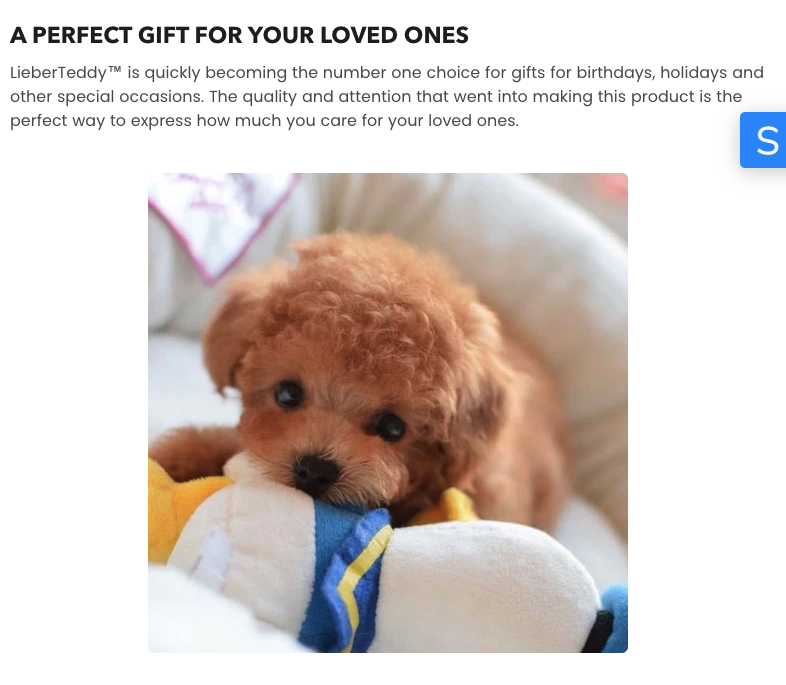 A PERFECT GIFT FOR YOUR LOVED ONES
LieberTeddy™ is quickly becoming the number one choice for gifts for birthdays, holidays and
other special occasions. The quality and attention that went into making this product is the
perfect way to express how much you care for your loved ones.
S